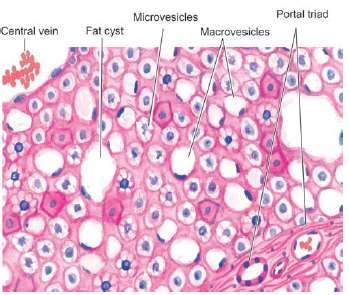 Portal triad
Microvesicles
Central vein
Fat cyst
Macrovesicles